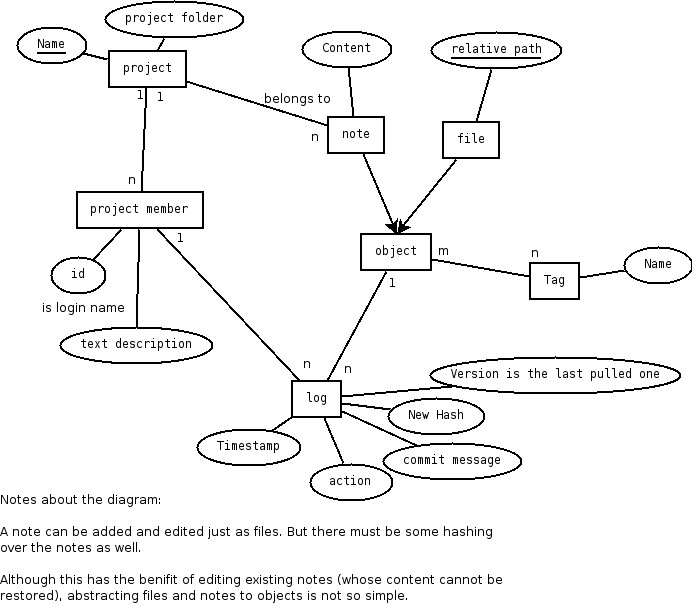 project folder
Name
project
Content
relative path
1
1
belongs to
n
note
file
n
project member
1
object
m
n
id
is login name
1
Tag
Name
text description
n
n
Version is the last pulled one
log
New Hash
Timestamp
commit message
action
Notes about the diagram:
A note can be added and edited just as files. But there must be some hashing
over the notes as well.
Although this has the benifit of editing existing notes (whose content cannot be
restored), abstracting files and notes to objects is not so simple.